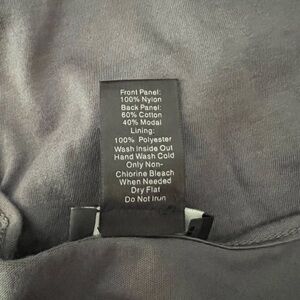 Front Panel:
100% Nylon
Back Panel:
60% Cotton
40% Modal
Lining:
100% Polyester
Wash Inside Out
Hand Wash Cold
Only Non-
Chlorine Bleach
When Needed
Dry Flat
Do Not Iron